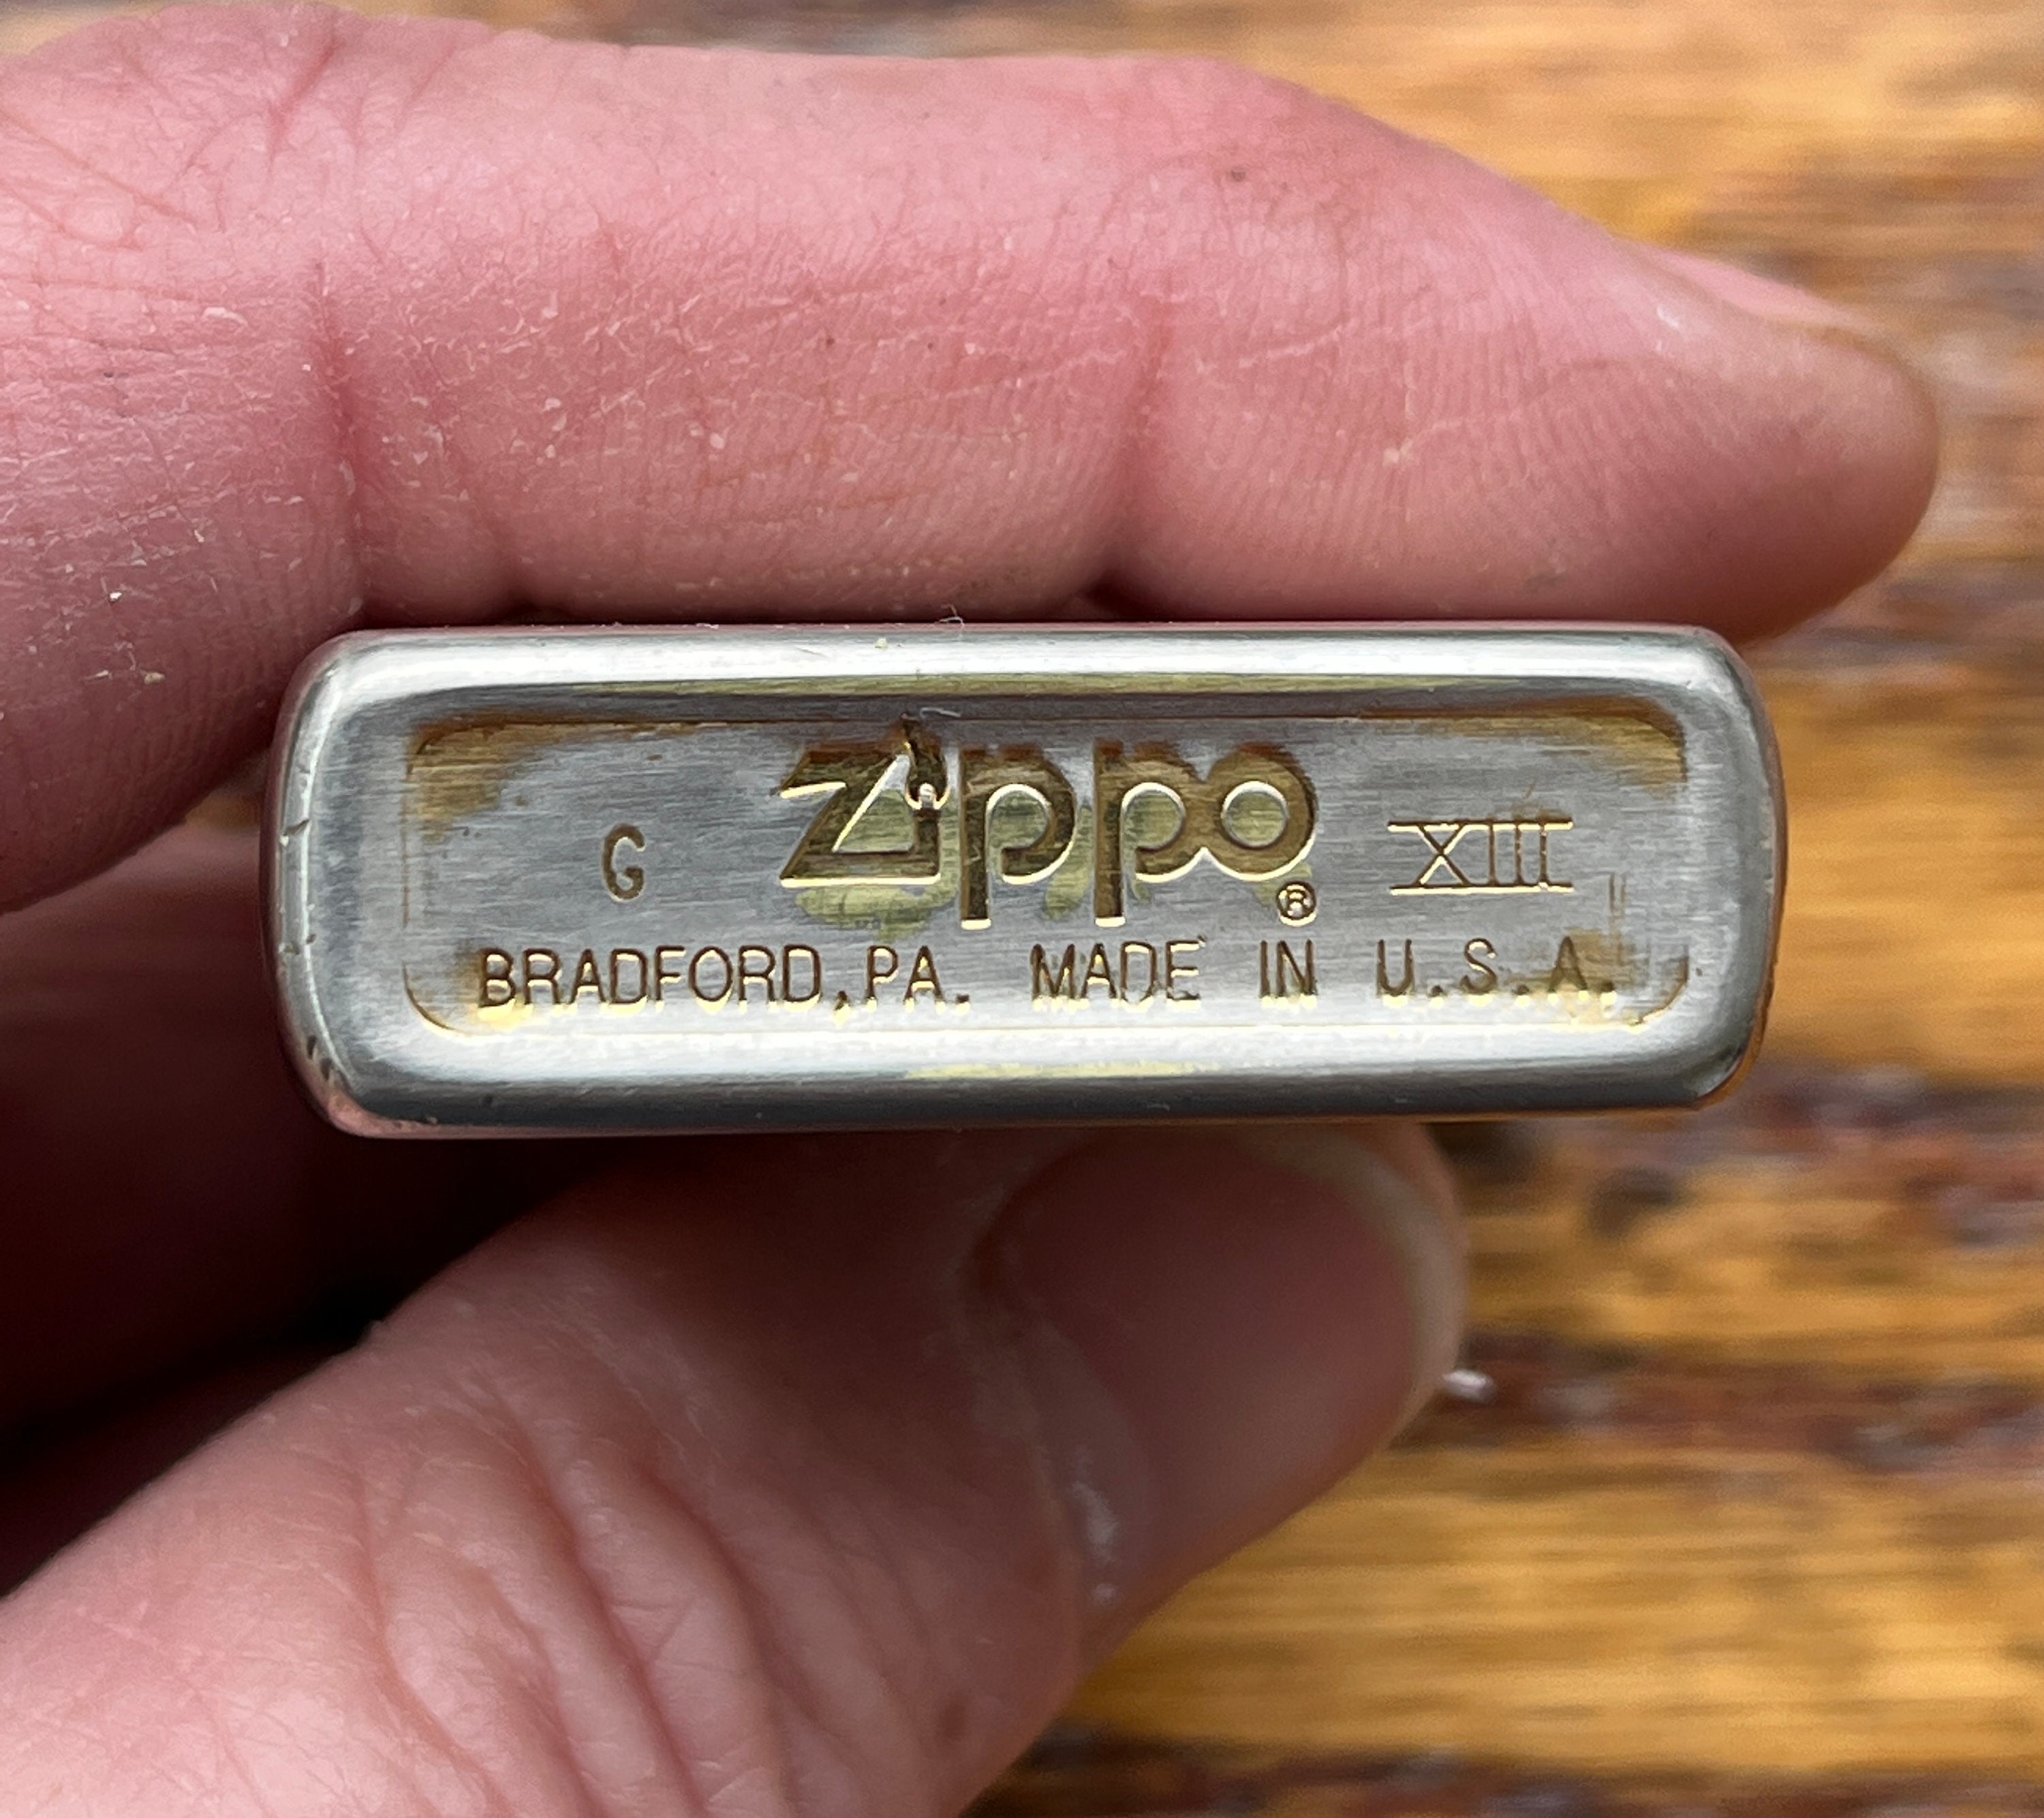 G Zippo® XIII
BRADFORD,PA. MADE IN U.S.A.